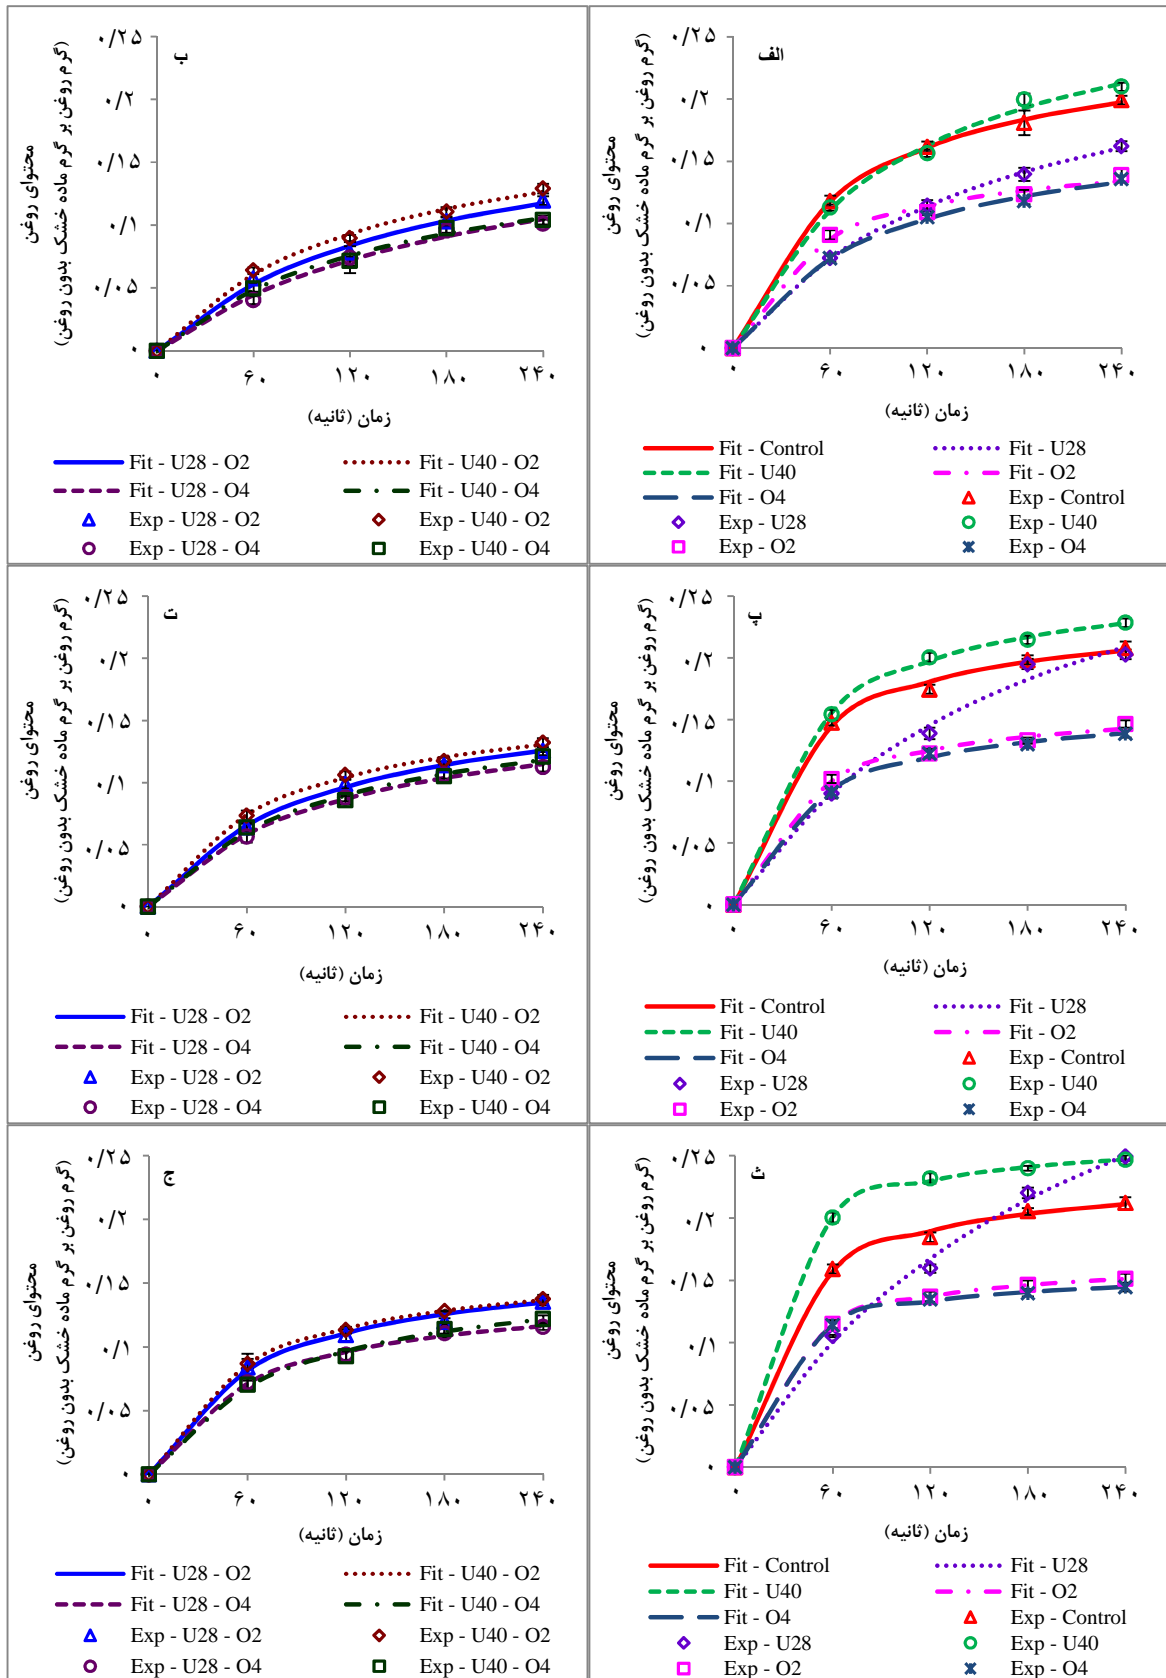 الف
محتوای روغن
(گرم روغن بر گرم ماده خشک بدون روغن)
۰/۲۵
۰/۲
۰/۱۵
۰/۱
۰/۰۵
۰
۰ ۶۰ ۱۲۰ ۱۸۰ ۲۴۰
زمان (ثانیه)
Fit - Control Fit - U28
Fit - U40 Fit - O2
Fit - O4 Exp - Control
Exp - U28 Exp - U40
Exp - O2 Exp - O4
ب
محتوای روغن
(گرم روغن بر گرم ماده خشک بدون روغن)
۰/۲۵
۰/۲
۰/۱۵
۰/۱
۰/۰۵
۰
۰ ۶۰ ۱۲۰ ۱۸۰ ۲۴۰
زمان (ثانیه)
Fit - U28 - O2 Fit - U40 - O2
Fit - U28 - O4 Fit - U40 - O4
Exp - U28 - O2 Exp - U40 - O2
Exp - U28 - O4 Exp - U40 - O4
پ
محتوای روغن
(گرم روغن بر گرم ماده خشک بدون روغن)
۰/۲۵
۰/۲
۰/۱۵
۰/۱
۰/۰۵
۰
۰ ۶۰ ۱۲۰ ۱۸۰ ۲۴۰
زمان (ثانیه)
Fit - Control Fit - U28
Fit - U40 Fit - O2
Fit - O4 Exp - Control
Exp - U28 Exp - U40
Exp - O2 Exp - O4
ت
محتوای روغن
(گرم روغن بر گرم ماده خشک بدون روغن)
۰/۲۵
۰/۲
۰/۱۵
۰/۱
۰/۰۵
۰
۰ ۶۰ ۱۲۰ ۱۸۰ ۲۴۰
زمان (ثانیه)
Fit - U28 - O2 Fit - U40 - O2
Fit - U28 - O4 Fit - U40 - O4
Exp - U28 - O2 Exp - U40 - O2
Exp - U28 - O4 Exp - U40 - O4
ث
محتوای روغن
(گرم روغن بر گرم ماده خشک بدون روغن)
۰/۲۵
۰/۲
۰/۱۵
۰/۱
۰/۰۵
۰
۰ ۶۰ ۱۲۰ ۱۸۰ ۲۴۰
زمان (ثانیه)
Fit - Control Fit - U28
Fit - U40 Fit - O2
Fit - O4 Exp - Control
Exp - U28 Exp - U40
Exp - O2 Exp - O4
ج
محتوای روغن
(گرم روغن بر گرم ماده خشک بدون روغن)
۰/۲۵
۰/۲
۰/۱۵
۰/۱
۰/۰۵
۰
۰ ۶۰ ۱۲۰ ۱۸۰ ۲۴۰
زمان (ثانیه)
Fit - U28 - O2 Fit - U40 - O2
Fit - U28 - O4 Fit - U40 - O4
Exp - U28 - O2 Exp - U40 - O2
Exp - U28 - O4 Exp - U40 - O4